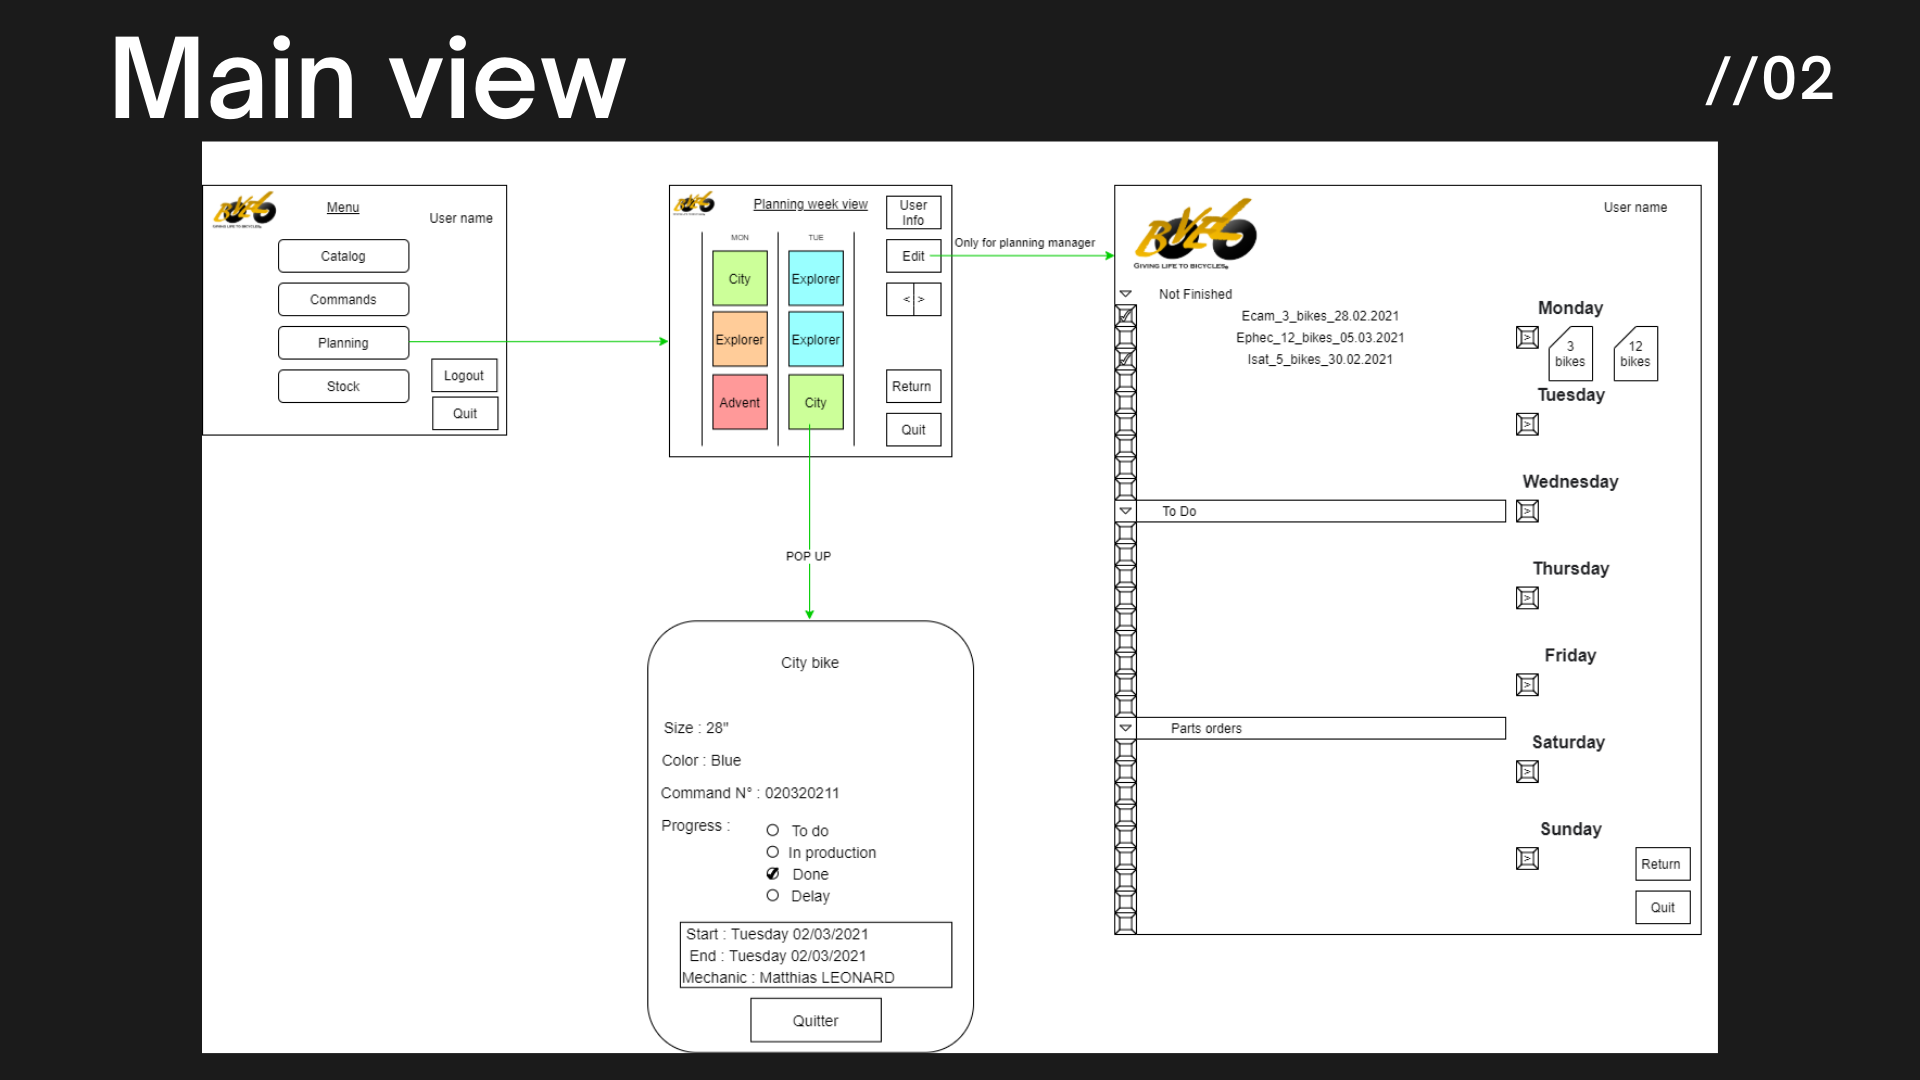 Main view
//02
Menu
User name
Catalog
Commands
Planning
Stock
Logout
Quit
Planning week view
MON
TUE
City
Explorer
Explorer
Explorer
Advent
City
User
Info
Edit
< >
Return
Quit
Only for planning manager
POP UP
City bike
Size : 28"
Color : Blue
Command N° : 020320211
Progress :
To do
In production
Done
Delay
Start : Tuesday 02/03/2021
End : Tuesday 02/03/2021
Mechanic : Matthias LEONARD
Quitter
GIVING LIFE TO BICYCLES
User name
Not Finished
Ecam_3_bikes_28.02.2021
Ephec_12_bikes_05.03.2021
Isat_5_bikes_30.02.2021
To Do
Parts orders
Monday
>
3
bikes
12
bikes
Tuesday
>
Wednesday
>
Thursday
>
Friday
>
Saturday
>
Sunday
>
Return
Quit